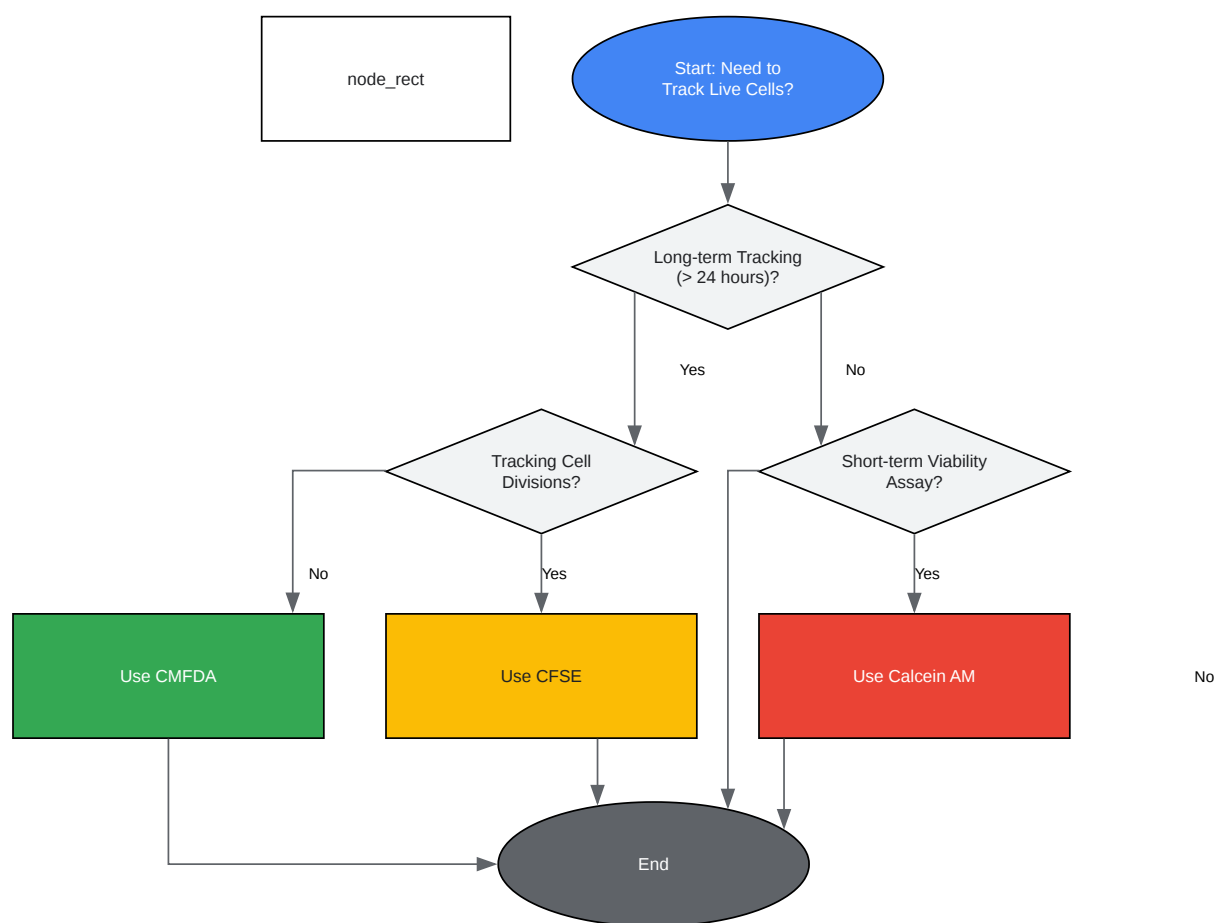 node_rect
Start: Need to
Track Live Cells?
Long-term Tracking
(> 24 hours)?
Yes
No
Tracking Cell
Divisions?
Short-term Viability
Assay?
No
Yes
Yes
Use CMFDA
Use CFSE
Use Calcein AM
No
End